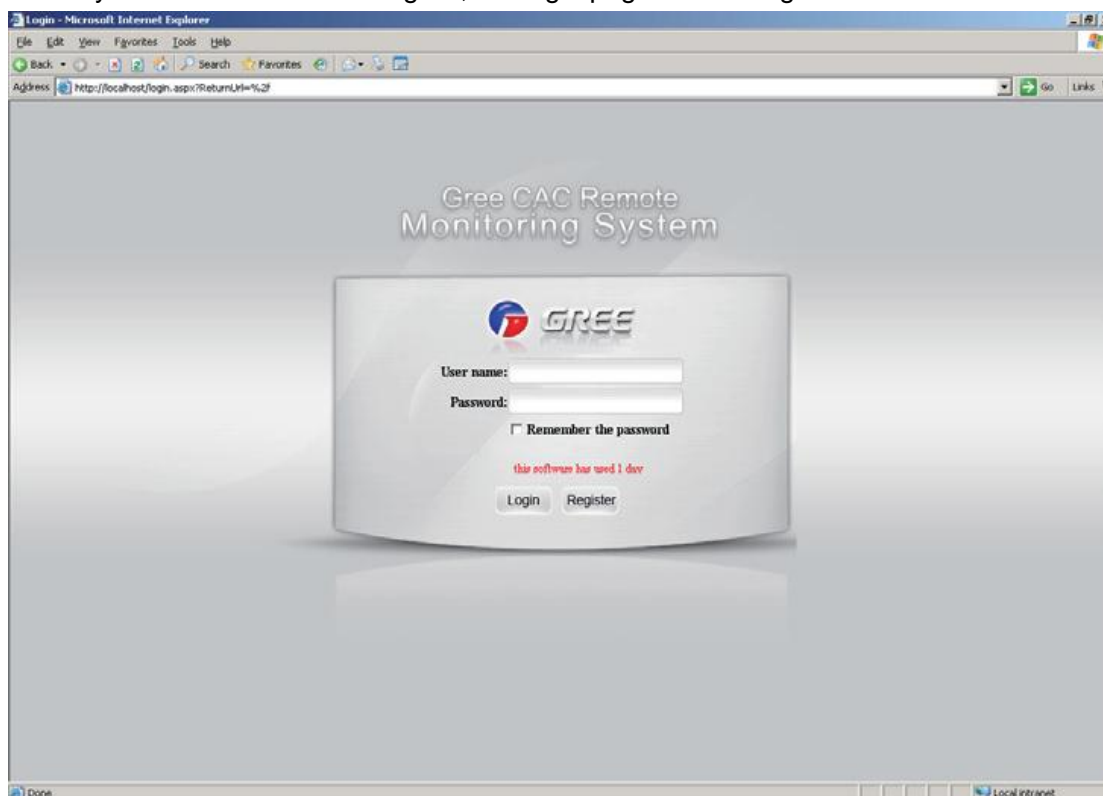 Login - Microsoft Internet Explorer
File Edit View Favorites Tools Help
Back Search Favorites
Address http://localhost/login.aspx?ReturnUrl=%2f Go Links
Gree CAC Remote
Monitoring System
GREE
User name:
Password:
Remember the password
this software has used 1 day
Login Register
Done Local intranet